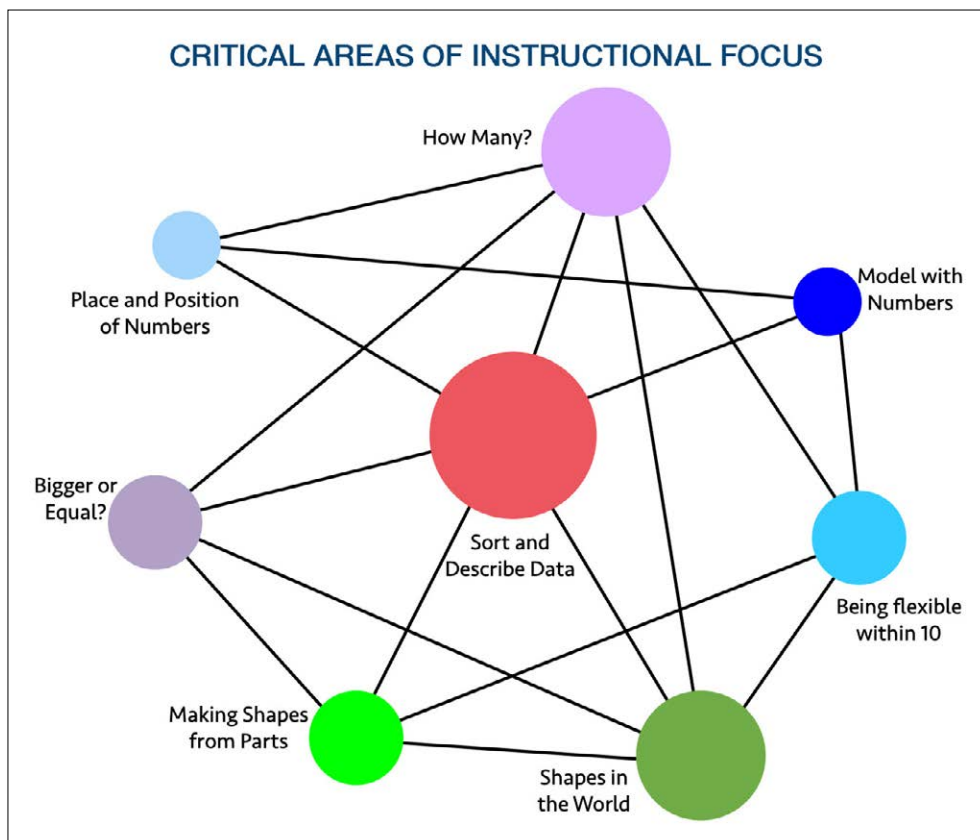 CRITICAL AREAS OF INSTRUCTIONAL FOCUS
How Many?
Place and Position
of Numbers
Model with
Numbers
Bigger or
Equal?
Sort and
Describe Data
Being flexible
within 10
Making Shapes
from Parts
Shapes in
the World